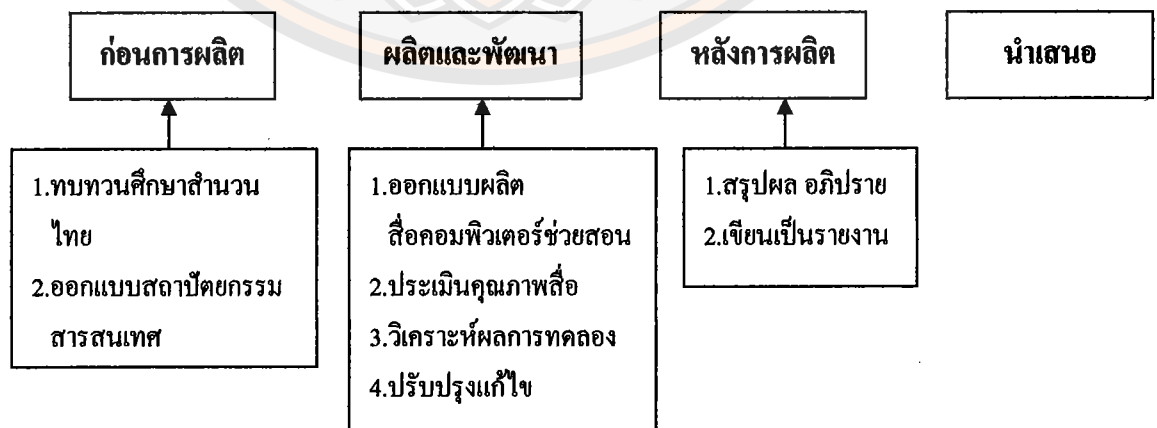 ก่อนการผลิต
ผลิตและพัฒนา
หลังการผลิต
นำเสนอ
1.ทบทวนศึกษาสำนวน
ไทย
2.ออกแบบสถาปัตยกรรม
สารสนเทศ
1.ออกแบบผลิต
สื่อคอมพิวเตอร์ช่วยสอน
2.ประเมินคุณภาพสื่อ
3.วิเคราะห์ผลการทดลอง
4.ปรับปรุงแก้ไข
1.สรุปผล อภิปราย
2.เขียนเป็นรายงาน